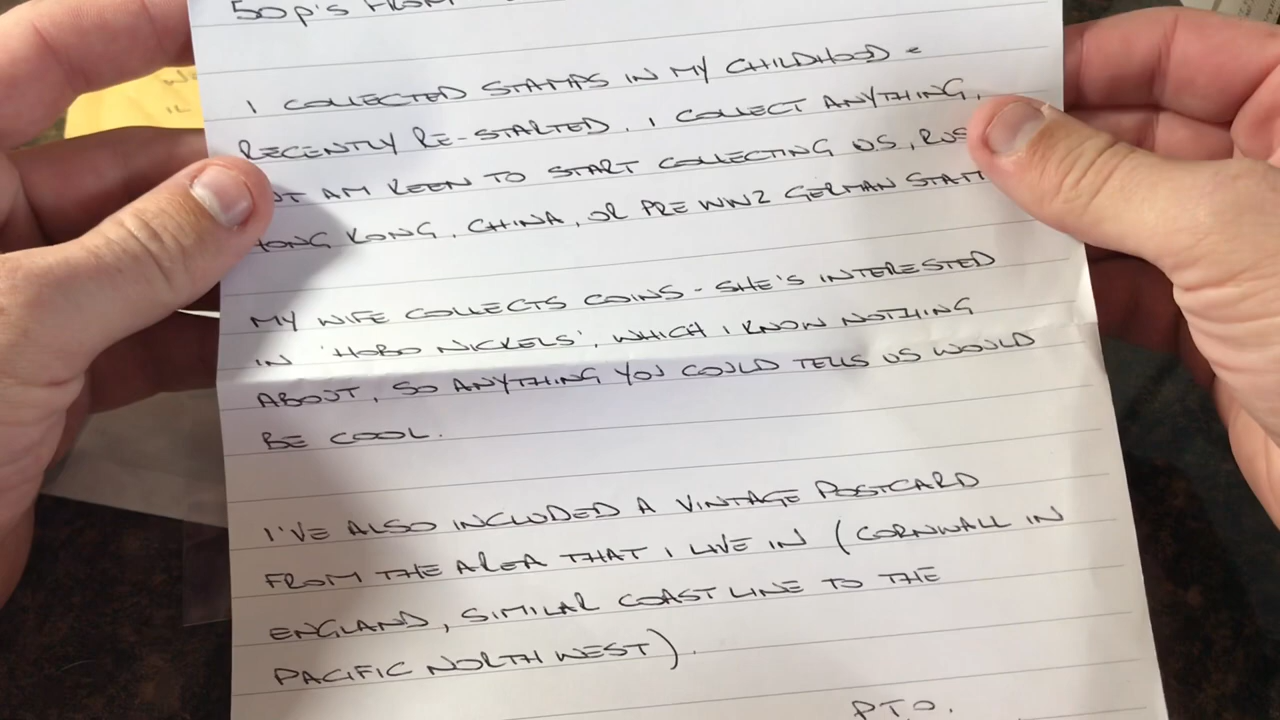 50p's FROM
I COLLECTED STAMPS IN MY CHILDHOOD &
RECENTLY RE-STARTED. I COLLECT ANYTHING,
AM KEEN TO START COLLECTING US,
KONG, CHINA, OR PRE WW2 GERMAN
MY WIFE COLLECTS COINS - SHE'S INTERESTED
IN 'HOBO NICKELS', WHICH I KNOW NOTHING
ABOUT, SO ANYTHING YOU COULD TELLS US WOULD
BE COOL.
I'VE ALSO INCLUDED A VINTAGE POSTCARD
FROM THE AREA THAT I LIVE IN (CORNWALL IN
ENGLAND, SIMILAR COAST LINE TO THE
PACIFIC NORTH WEST).
P.T.O.